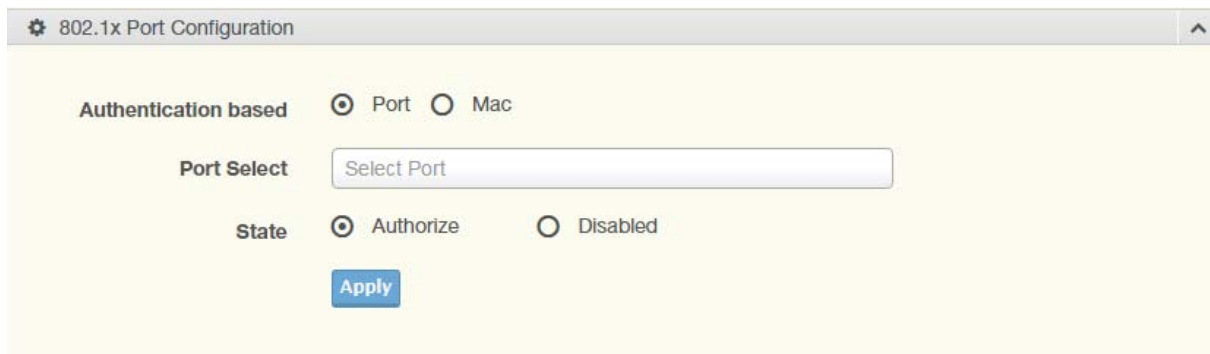 802.1x Port Configuration
Authentication based Port Mac
Port Select Select Port
State Authorize Disabled
Apply